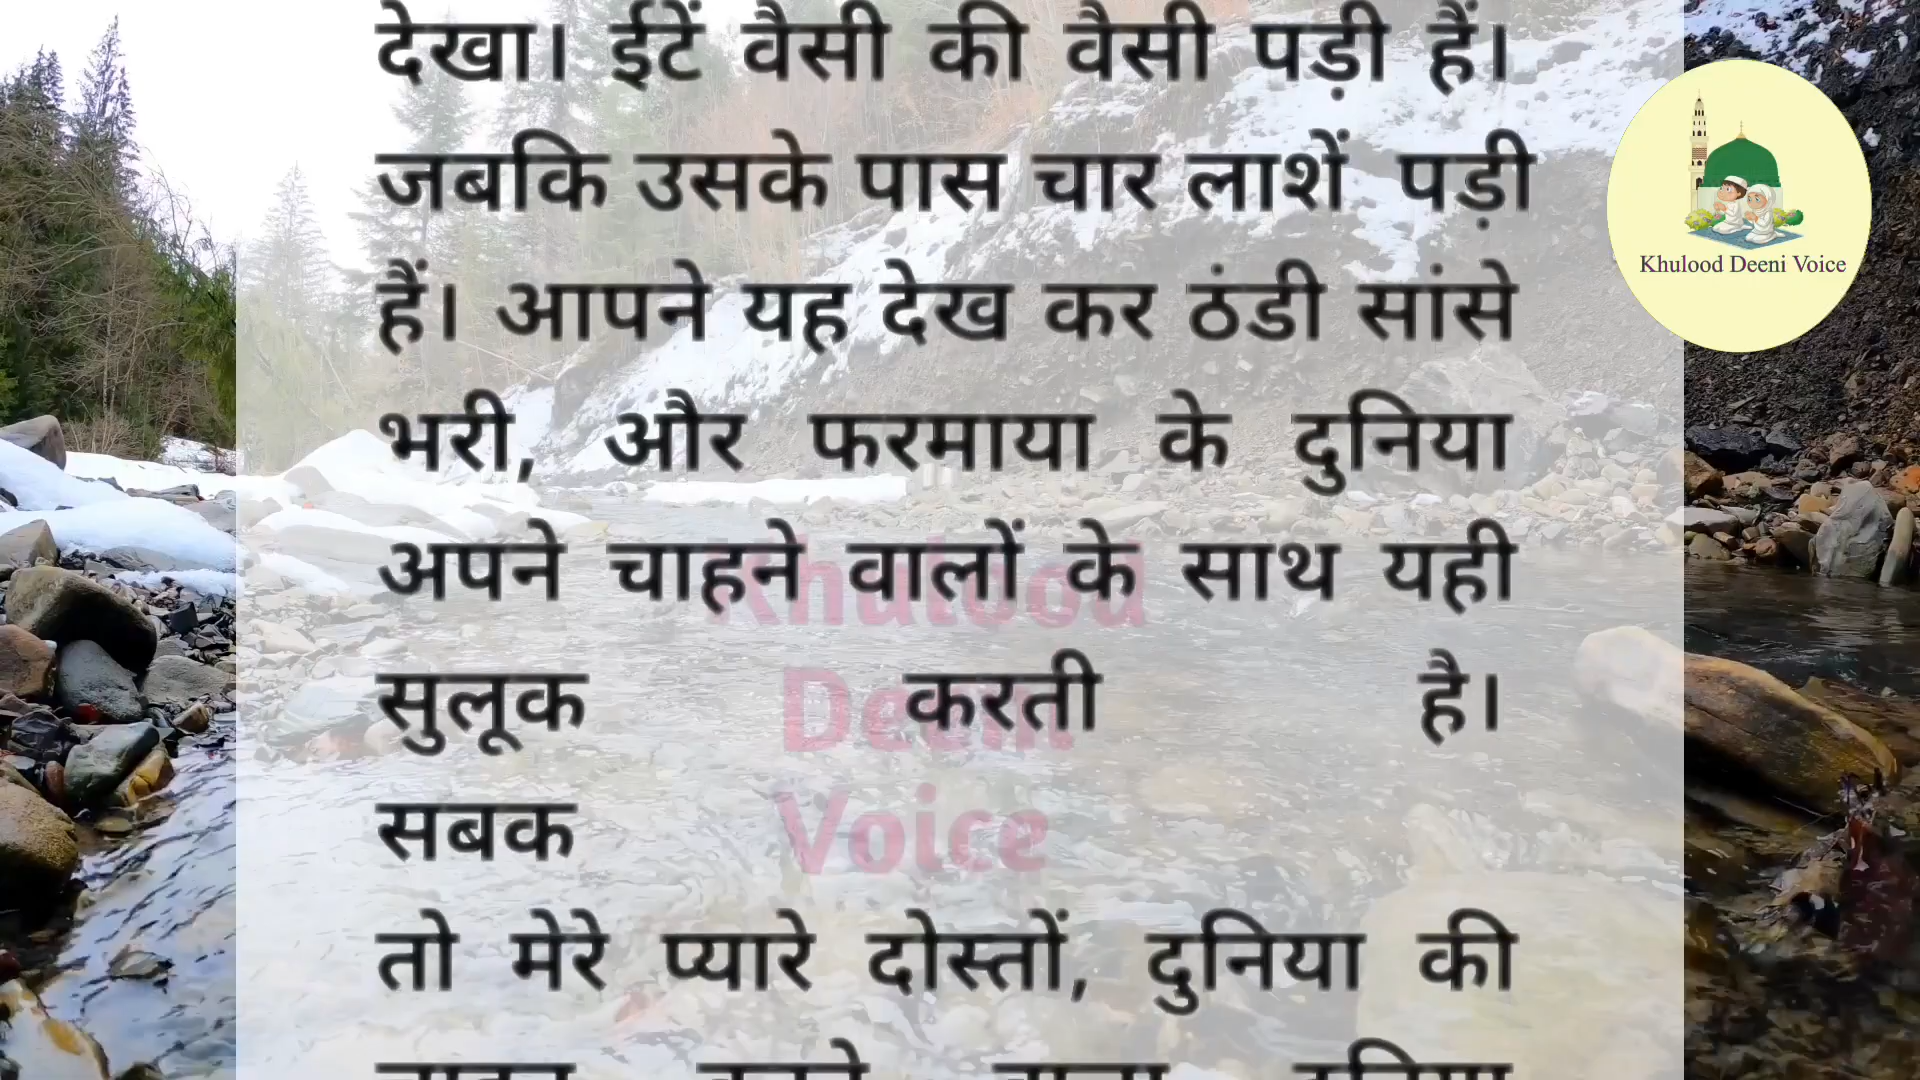 देखा। ईटें वैसी की वैसी पड़ी हैं।
जबकि उसके पास चार लाशें पड़ी
हैं। आपने यह देख कर ठंडी सांसे
भरी, और फरमाया के दुनिया
अपने चाहने वालों के साथ यही
सुलूक करती है।
सबक
तो मेरे प्यारे दोस्तों, दुनिया की
Khulood Deeni Voice
Khulood
Deeni
Voice